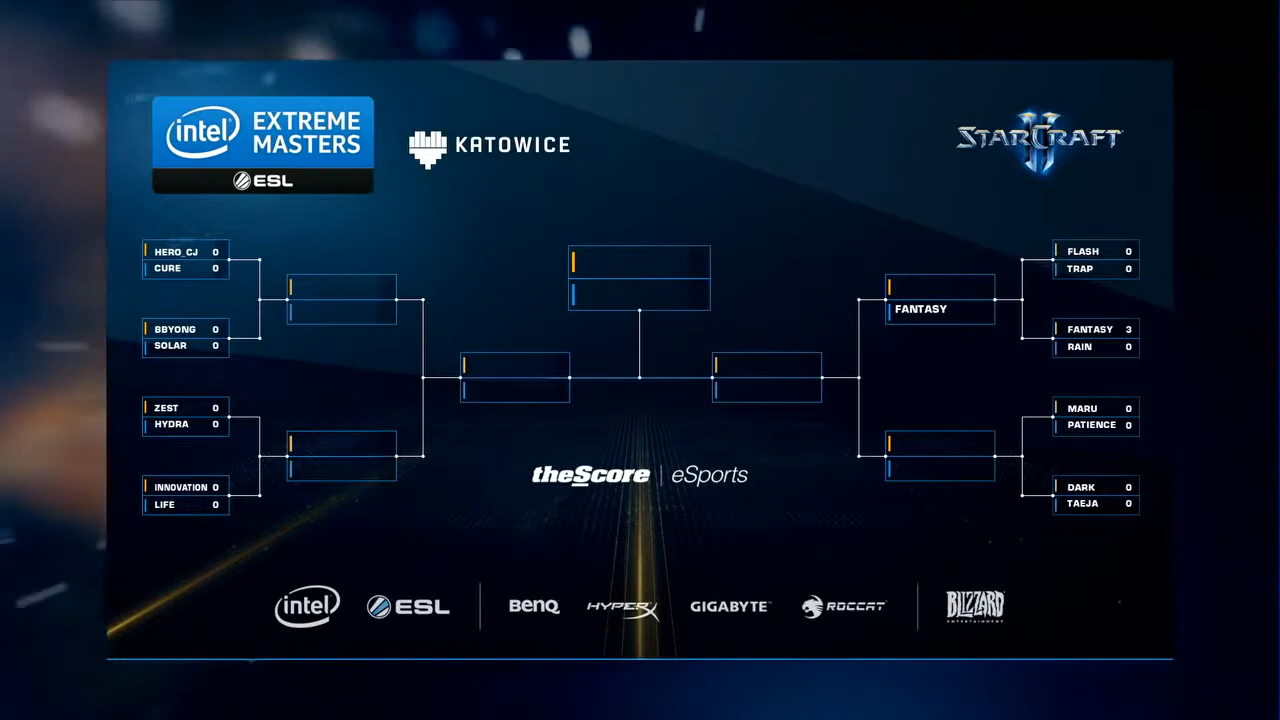 intel EXTREME MASTERS
ESL
KATOWICE
STARCRAFT II
HERO_CJ 0
CURE 0
BBYONG 0
SOLAR 0
ZEST 0
HYDRA 0
INNOVATION 0
LIFE 0
FANTASY
FLASH 0
TRAP 0
FANTASY 3
RAIN 0
MARU 0
PATIENCE 0
DARK 0
TAEJA 0
theScore | eSports
intel ESL BENQ HYPERX GIGABYTE™ ROCCAT BLIZZARD ENTERTAINMENT